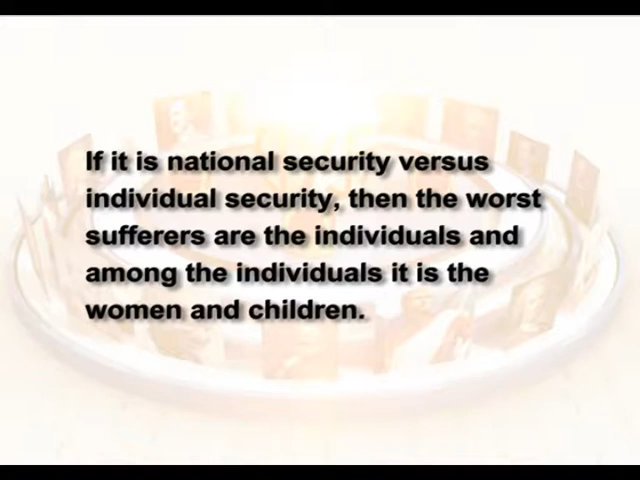 If it is national security versus
individual security, then the worst
sufferers are the individuals and
among the individuals it is the
women and children.